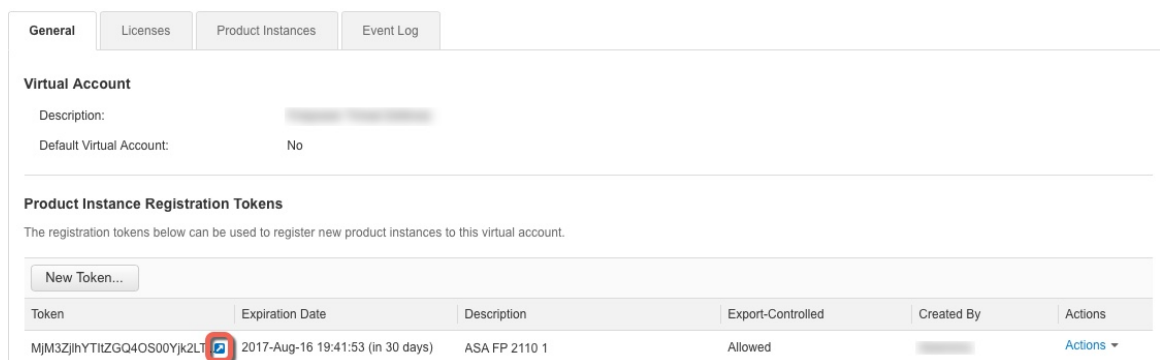 General Licenses Product Instances Event Log
Virtual Account
Description:
Default Virtual Account: No
Product Instance Registration Tokens
The registration tokens below can be used to register new product instances to this virtual account.
New Token...
Token Expiration Date Description Export-Controlled Created By Actions
MjM3ZjlhYTItZGQ4OS00Yjk2LT 2017-Aug-16 19:41:53 (in 30 days) ASA FP 2110 1 Allowed Actions